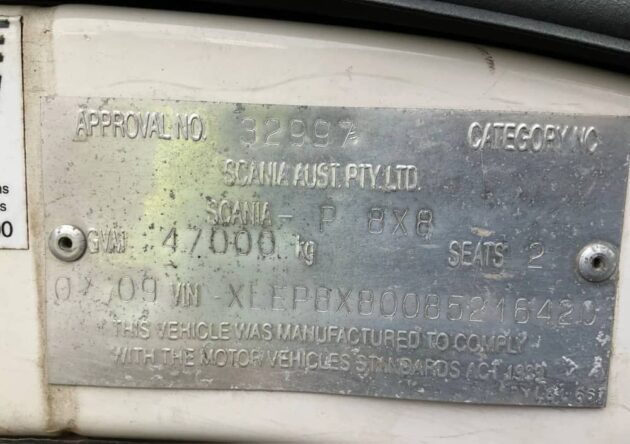 APPROVAL NO. 32997 CATEGORY NC
SCANIA AUST. PTY. LTD.
SCANIA - P 8X8
GVM 47000 kg SEATS 2
09 VIN
THIS VEHICLE WAS MANUFACTURED TO COMPLY
WITH THE MOTOR VEHICLES STANDARDS ACT 1989